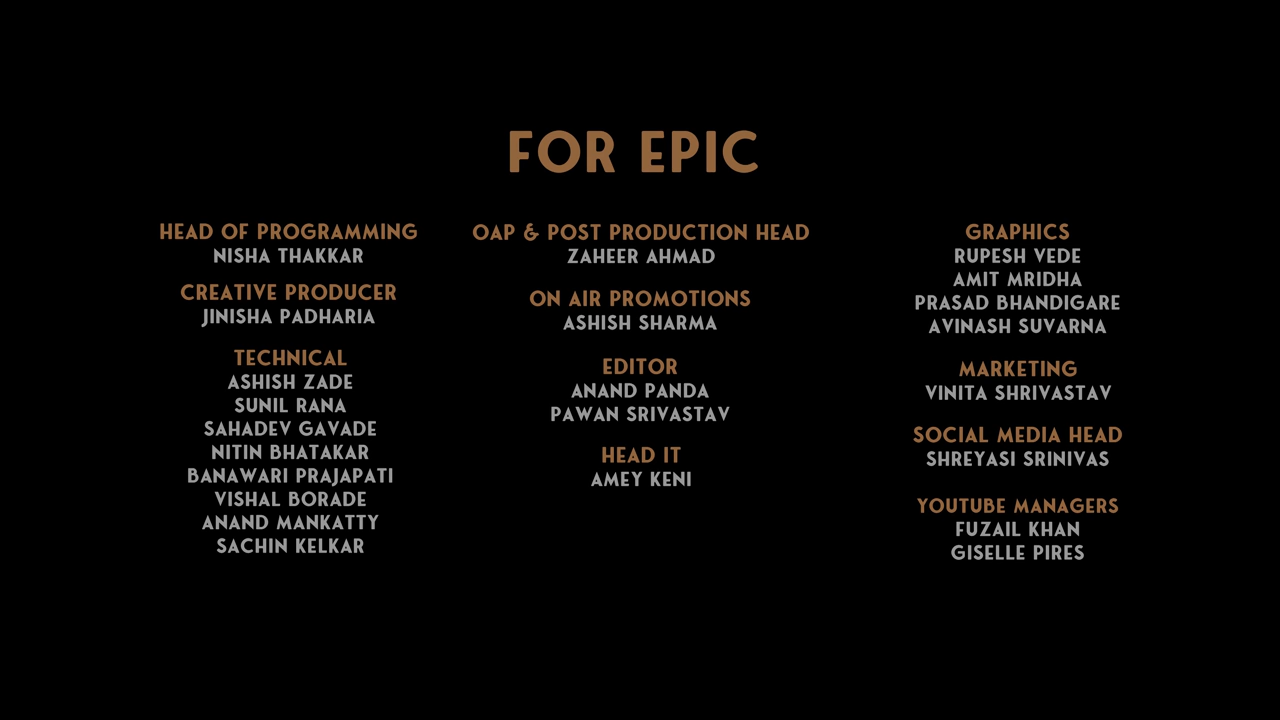 FOR EPIC
HEAD OF PROGRAMMING
NISHA THAKKAR
CREATIVE PRODUCER
JINISHA PADHARIA
TECHNICAL
ASHISH ZADE
SUNIL RANA
SAHADEV GAVADE
NITIN BHATAKAR
BANAWARI PRAJAPATI
VISHAL BORADE
ANAND MANKATTY
SACHIN KELKAR
OAP & POST PRODUCTION HEAD
ZAHEER AHMAD
ON AIR PROMOTIONS
ASHISH SHARMA
EDITOR
ANAND PANDA
PAWAN SRIVASTAV
HEAD IT
AMEY KENI
GRAPHICS
RUPESH VEDE
AMIT MRIDHA
PRASAD BHANDIGARE
AVINASH SUVARNA
MARKETING
VINITA SHRIVASTAV
SOCIAL MEDIA HEAD
SHREYASI SRINIVAS
YOUTUBE MANAGERS
FUZAIL KHAN
GISELLE PIRES